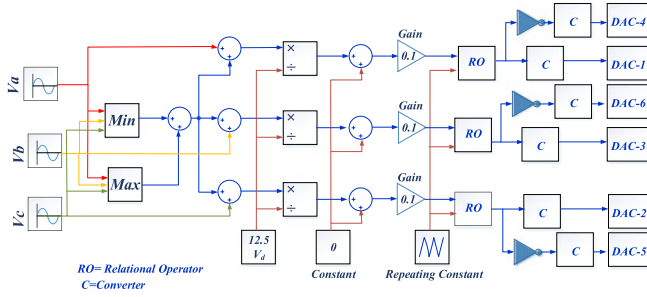 Va
Vb
Vc
Min
Max
+
+
+
+
+
+
+
+
×
÷
×
÷
×
÷
+
+
+
+
+
+
12.5
Vd
0
Constant
Gain
0.1
Gain
0.1
Gain
0.1
Repeating Constant
RO
RO
RO
C
DAC-4
C
DAC-1
C
DAC-6
C
DAC-3
C
DAC-2
C
DAC-5
RO= Relational Operator
C=Converter